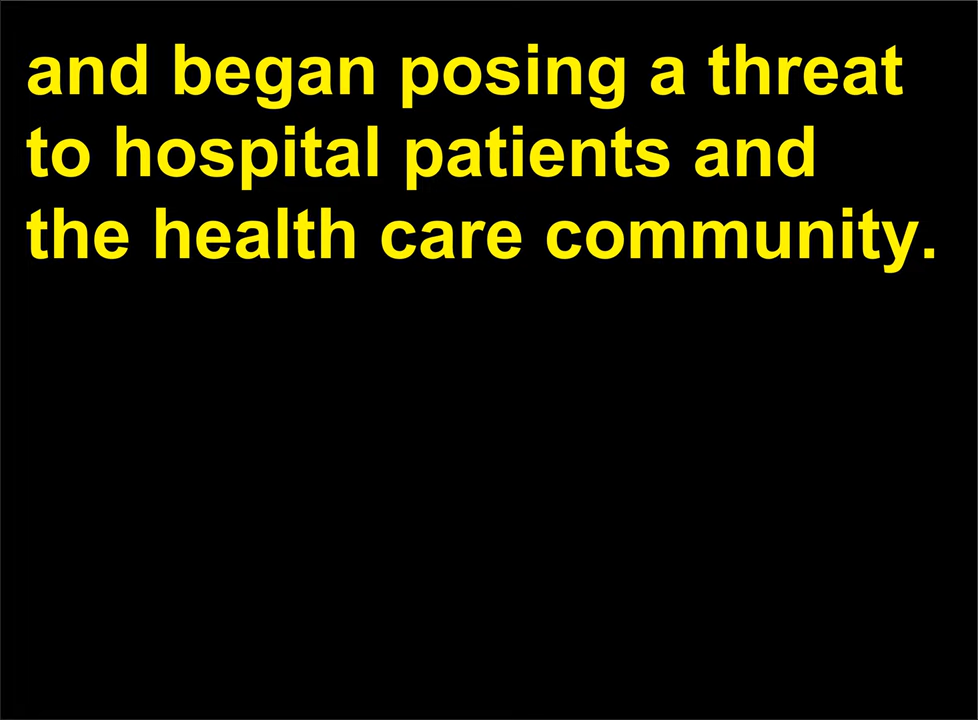 and began posing a threat
to hospital patients and
the health care community.